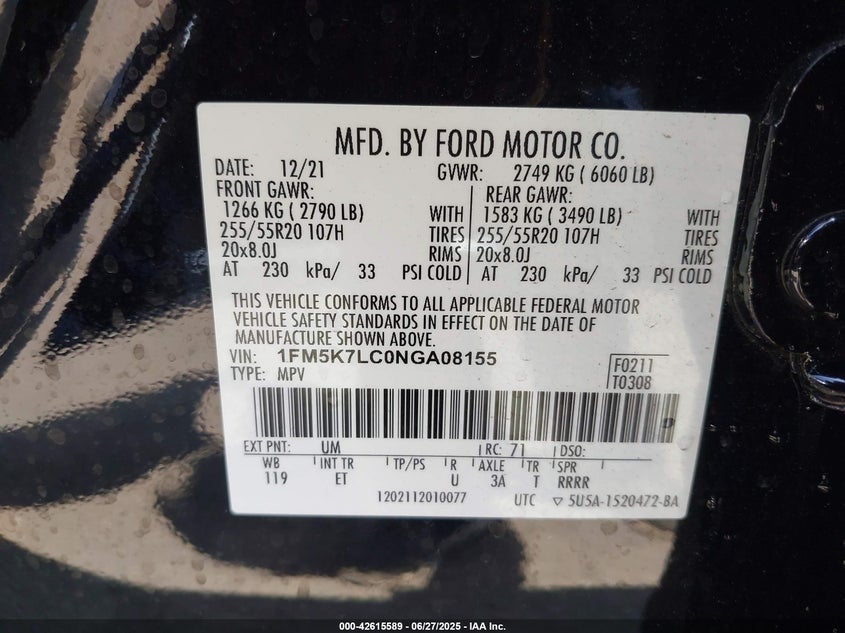 MFD. BY FORD MOTOR CO.
DATE: 12/21 GVWR: 2749 KG ( 6060 LB)
FRONT GAWR: REAR GAWR:
1266 KG ( 2790 LB) WITH 1583 KG ( 3490 LB) WITH
255/55R20 107H TIRES 255/55R20 107H TIRES
20x8.0J RIMS 20x8.0J RIMS
AT 230 kPa/ 33 PSI COLD AT 230 kPa/ 33 PSI COLD
THIS VEHICLE CONFORMS TO ALL APPLICABLE FEDERAL MOTOR
VEHICLE SAFETY STANDARDS IN EFFECT ON THE DATE OF
MANUFACTURE SHOWN ABOVE.
VIN: 1FM5K7LC0NGA08155
TYPE: MPV
F0211
T0308
EXT PNT: UM RC: 71 DSO:
WB INT TR TP/PS R AXLE TR SPR
119 ET U 3A T RRRR
1202112010077 UTC ▽ 5U5A-1520472-BA
000-42615589 - 06/27/2025 - IAA Inc.